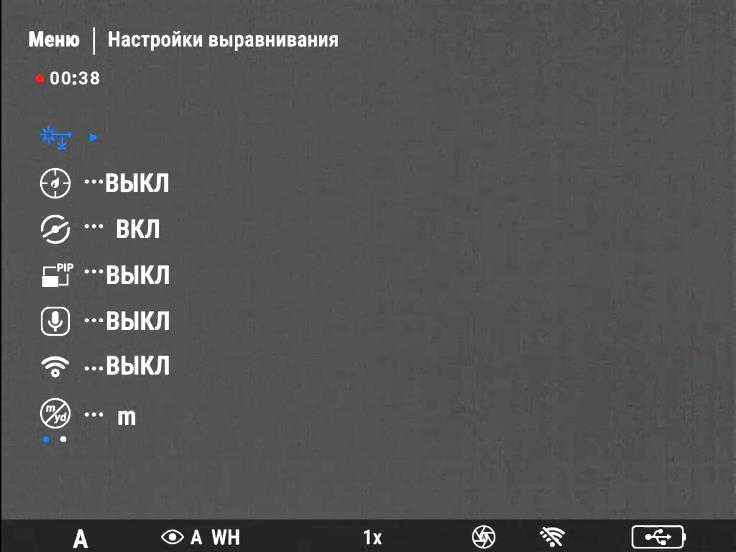 Меню | Настройки выравнивания
00:38
...ВЫКЛ
... ВКЛ
PIP ...ВЫКЛ
...ВЫКЛ
...ВЫКЛ
m/yd ... m
A A WH 1x